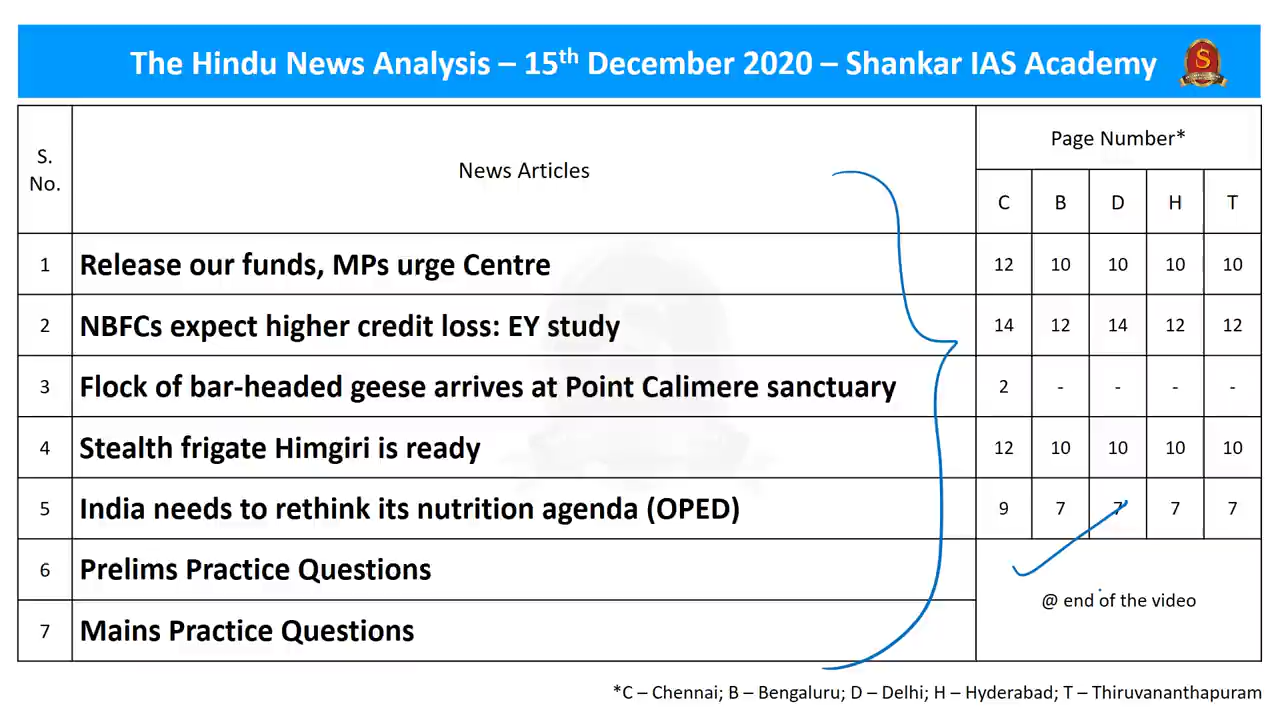 The Hindu News Analysis – 15th December 2020 – Shankar IAS Academy
S. No. News Articles Page Number*
C B D H T
1 Release our funds, MPs urge Centre 12 10 10 10 10
2 NBFCs expect higher credit loss: EY study 14 12 14 12 12
3 Flock of bar-headed geese arrives at Point Calimere sanctuary 2 - - - -
4 Stealth frigate Himgiri is ready 12 10 10 10 10
5 India needs to rethink its nutrition agenda (OPED) 9 7 7 7 7
6 Prelims Practice Questions
@ end of the video
7 Mains Practice Questions
*C – Chennai; B – Bengaluru; D – Delhi; H – Hyderabad; T – Thiruvananthapuram